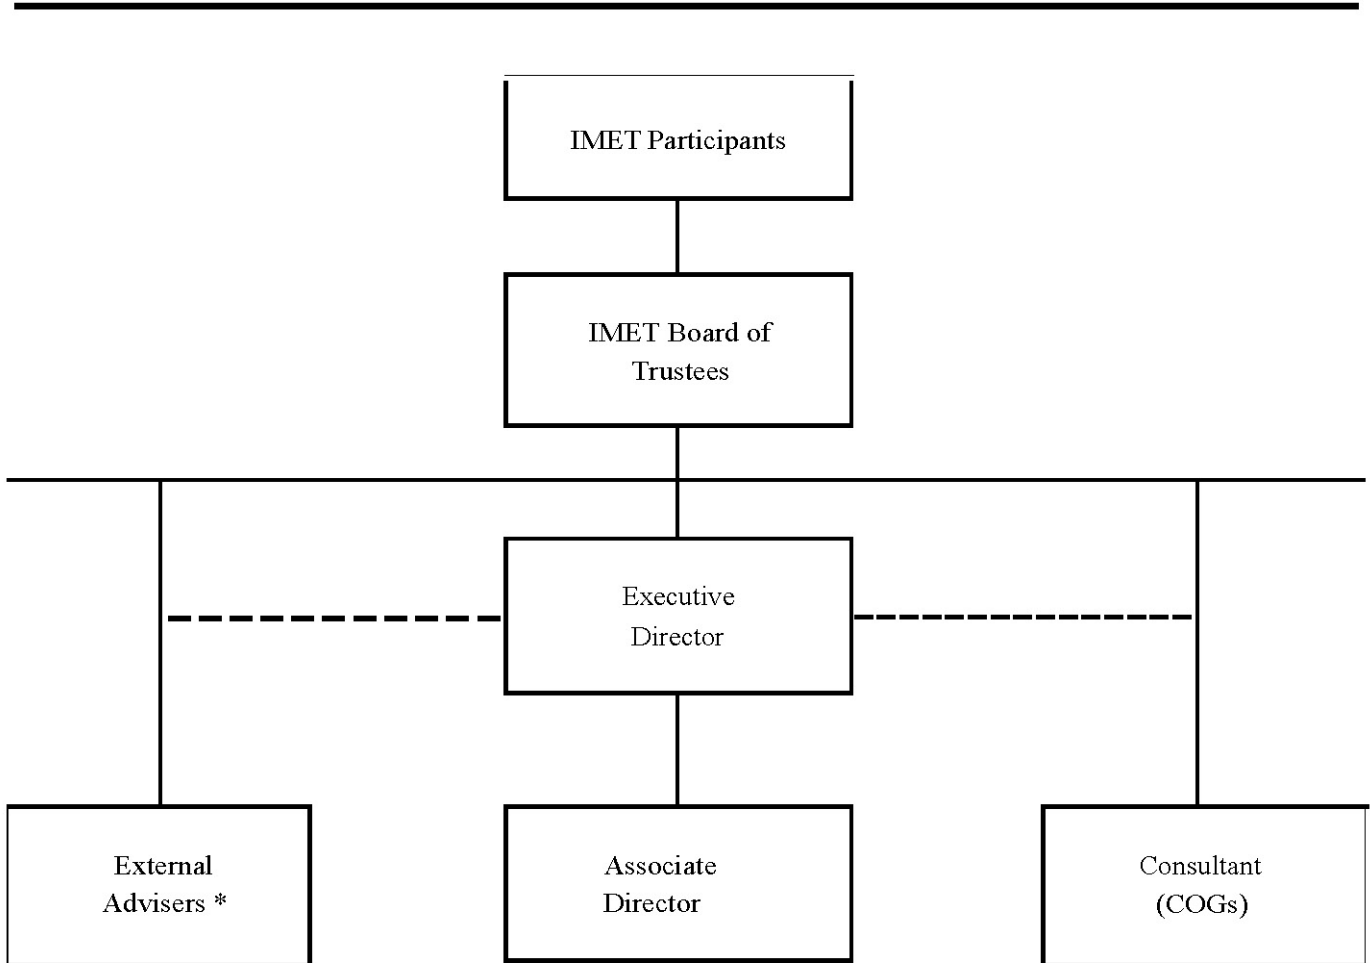 IMET Participants
IMET Board of
Trustees
Executive
Director
External
Advisers *
Associate
Director
Consultant
(COGs)